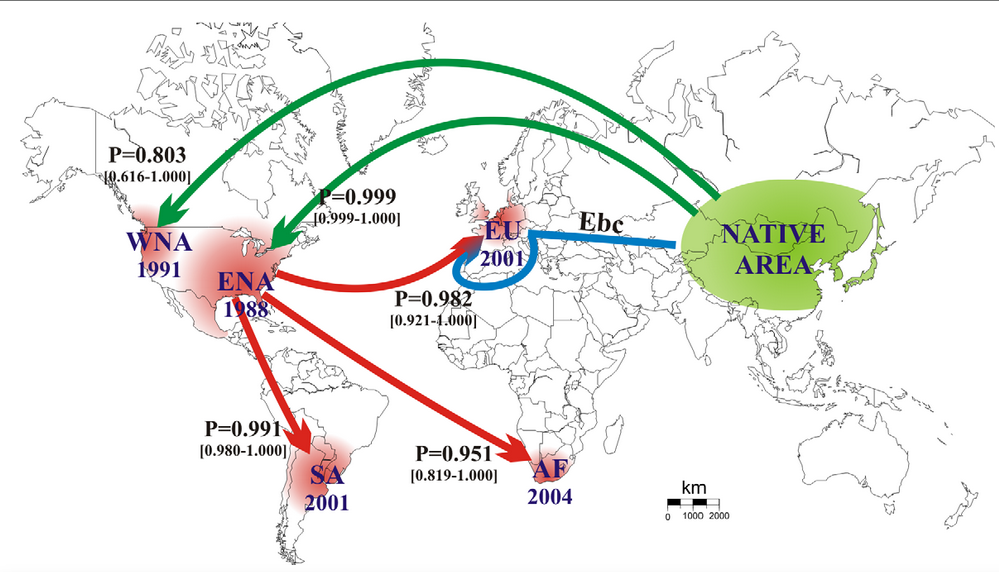 P=0.803
[0.616-1.000]
P=0.999
[0.999-1.000]
WNA
1991
ENA
1988
EU
2001
Ebc
NATIVE
AREA
P=0.982
[0.921-1.000]
P=0.991
[0.980-1.000]
SA
2001
P=0.951
[0.819-1.000]
AF
2004
km
0 1000 2000